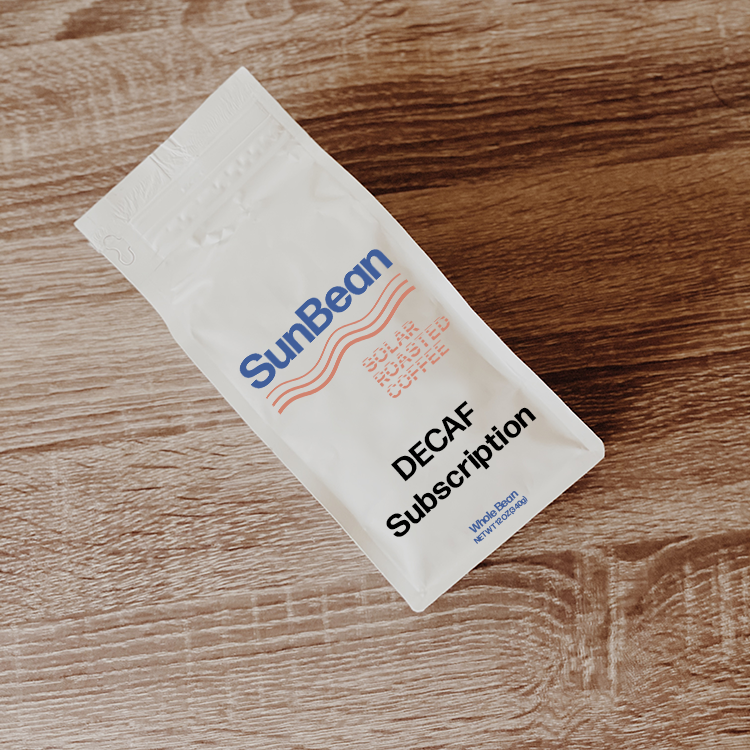 SunBean
SOLAR
ROASTED
COFFEE
DECAF
Subscription
Whole Bean
NET WT 12 OZ (340g)